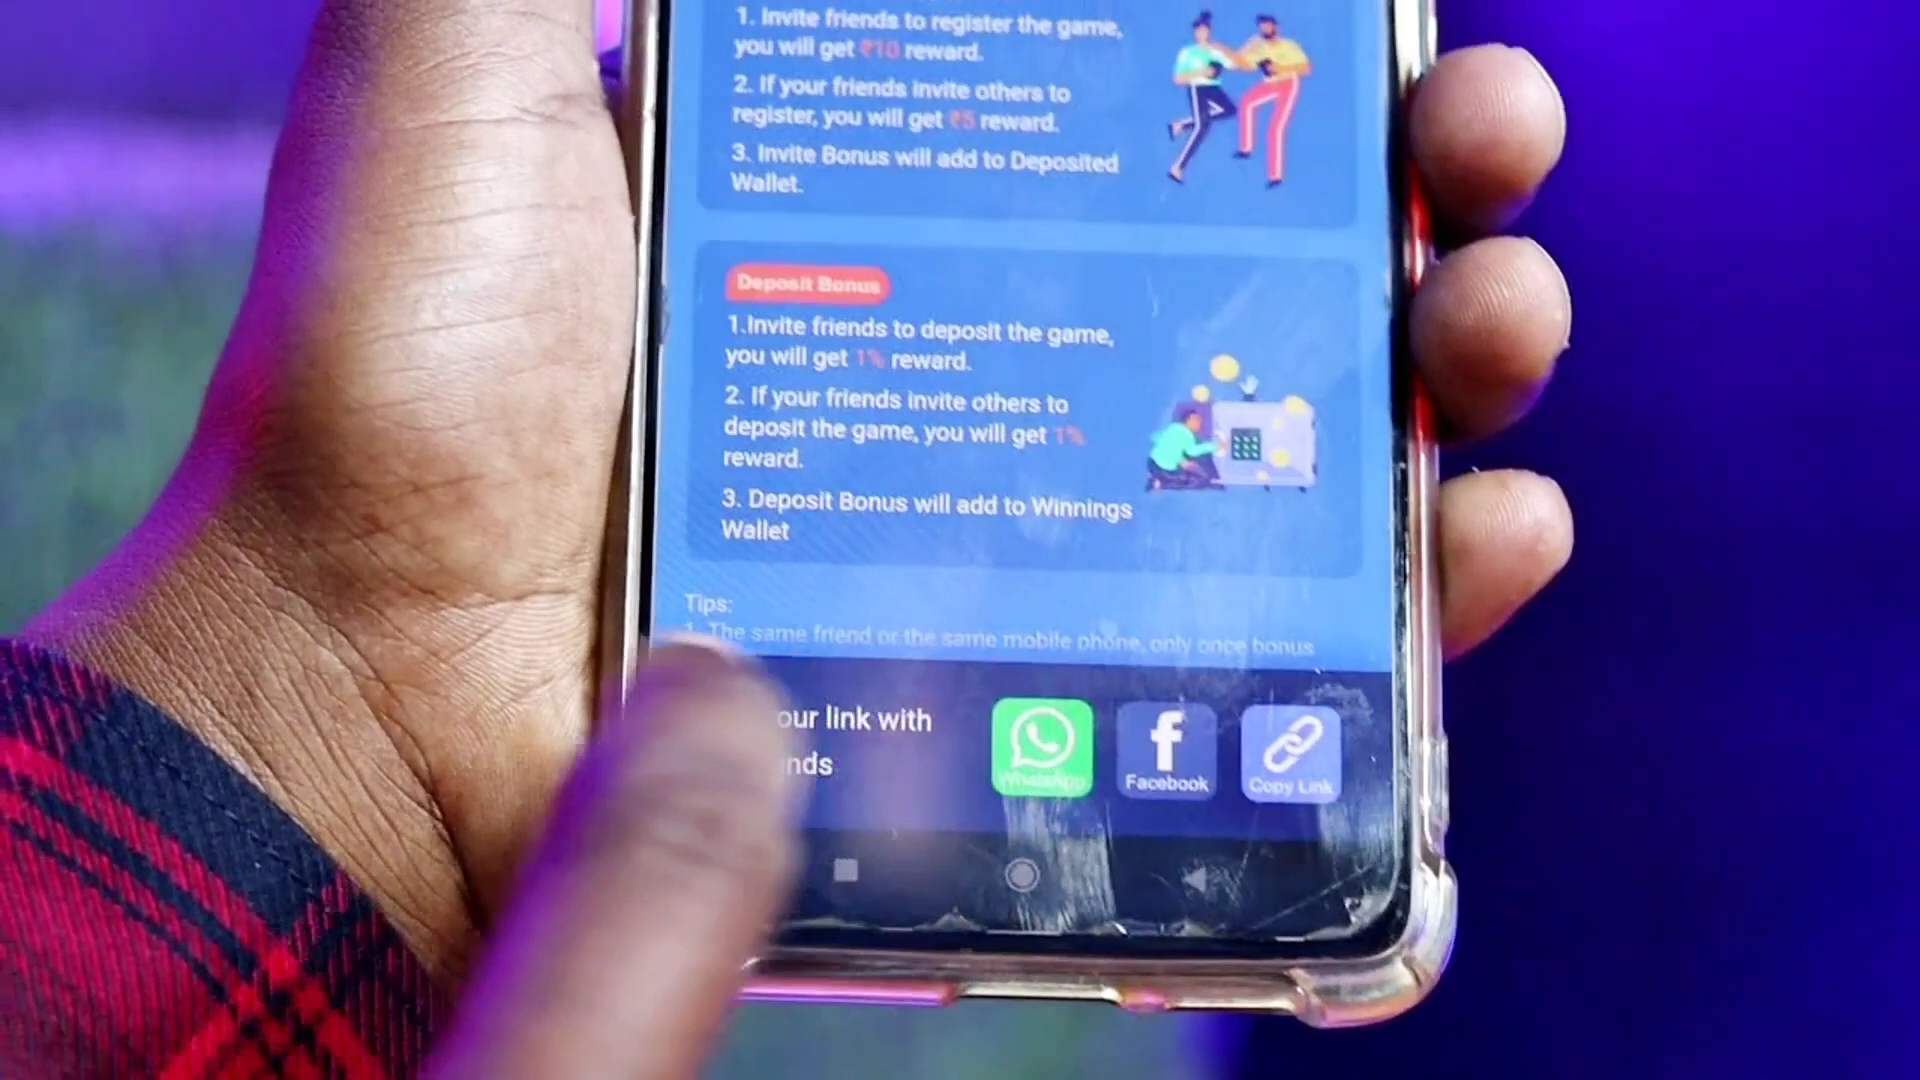 1. Invite friends to register the game,
you will get ₹10 reward.
2. If your friends invite others to
register, you will get ₹5 reward.
3. Invite Bonus will add to Deposited
Wallet.
Deposit Bonus
1.Invite friends to deposit the game,
you will get 1% reward.
2. If your friends invite others to
deposit the game, you will get 1%
reward.
3. Deposit Bonus will add to Winnings
Wallet
Tips:
1. The same friend or the same mobile phone, only once bonus
our link with
nds
WhatsApp
Facebook
Copy Link